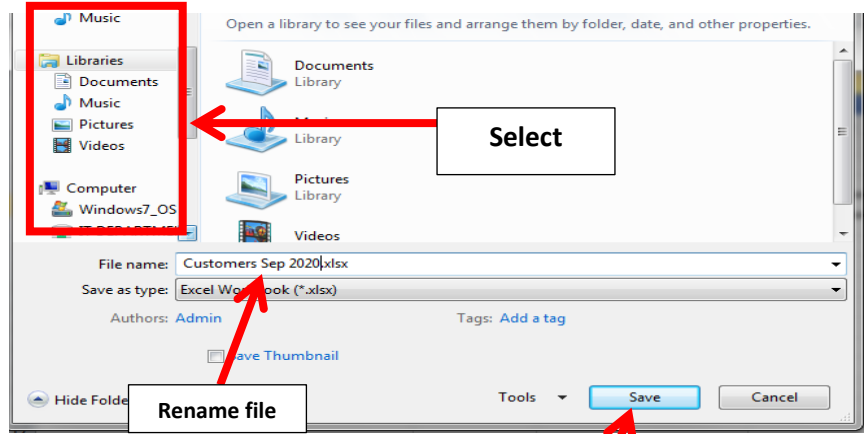 Music
Open a library to see your files and arrange them by folder, date, and other properties.
Libraries
Documents
Music
Pictures
Videos
Computer
Windows7_OS
Documents
Library
Library
Pictures
Library
Videos
Select
File name: Customers Sep 2020.xlsx
Save as type: Excel Workbook (*.xlsx)
Authors: Admin
Tags: Add a tag
Save Thumbnail
Hide Folde
Rename file
Tools
Save
Cancel